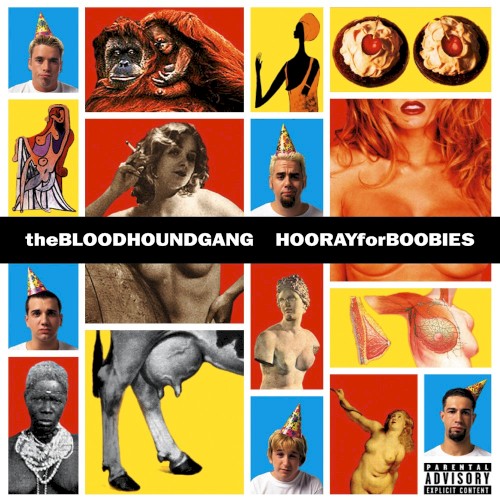 theBLOODHOUNDGANG HOORAYforBOOBIES
PARENTAL
ADVISORY
EXPLICIT CONTENT